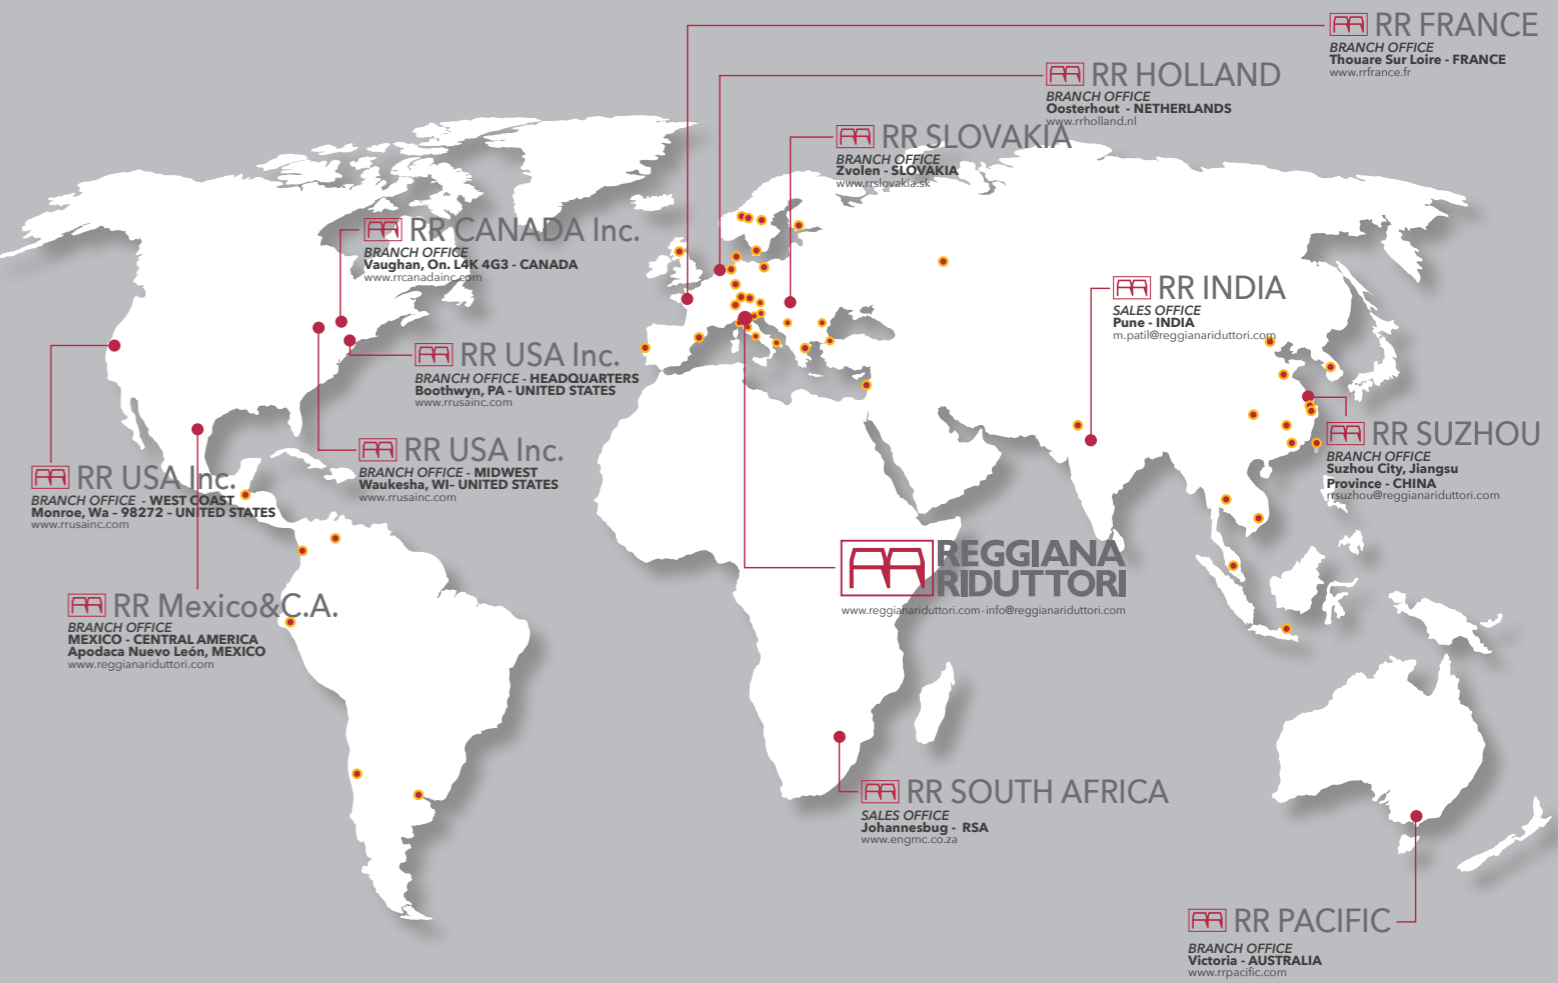 RR FRANCE
BRANCH OFFICE
Thouare Sur Loire - FRANCE
www.rrfrance.fr
RR HOLLAND
BRANCH OFFICE
Oosterhout - NETHERLANDS
www.rrholland.nl
RR SLOVAKIA
BRANCH OFFICE
Zvolen - SLOVAKIA
www.rrslovakia.sk
RR CANADA Inc.
BRANCH OFFICE
Vaughan, On. L4K 4G3 - CANADA
www.rrcanadainc.com
RR INDIA
SALES OFFICE
Pune - INDIA
m.patil@reggianariduttori.com
RR USA Inc.
BRANCH OFFICE - HEADQUARTERS
Boothwyn, PA - UNITED STATES
www.rrusainc.com
RR USA Inc.
BRANCH OFFICE - MIDWEST
Waukesha, WI- UNITED STATES
www.rrusainc.com
RR SUZHOU
BRANCH OFFICE
Suzhou City, Jiangsu
Province - CHINA
rrsuzhou@reggianariduttori.com
RR USA Inc.
BRANCH OFFICE - WEST COAST
Monroe, Wa - 98272 - UNITED STATES
www.rrusainc.com
REGGIANA
RIDUTTORI
www.reggianariduttori.com-info@reggianariduttori.com
RR Mexico&C.A.
BRANCH OFFICE
MEXICO - CENTRAL AMERICA
Apodaca Nuevo León, MEXICO
www.reggianariduttori.com
RR SOUTH AFRICA
SALES OFFICE
Johannesbug - RSA
www.engmc.co.za
RR PACIFIC
BRANCH OFFICE
Victoria - AUSTRALIA
www.rrpacific.com